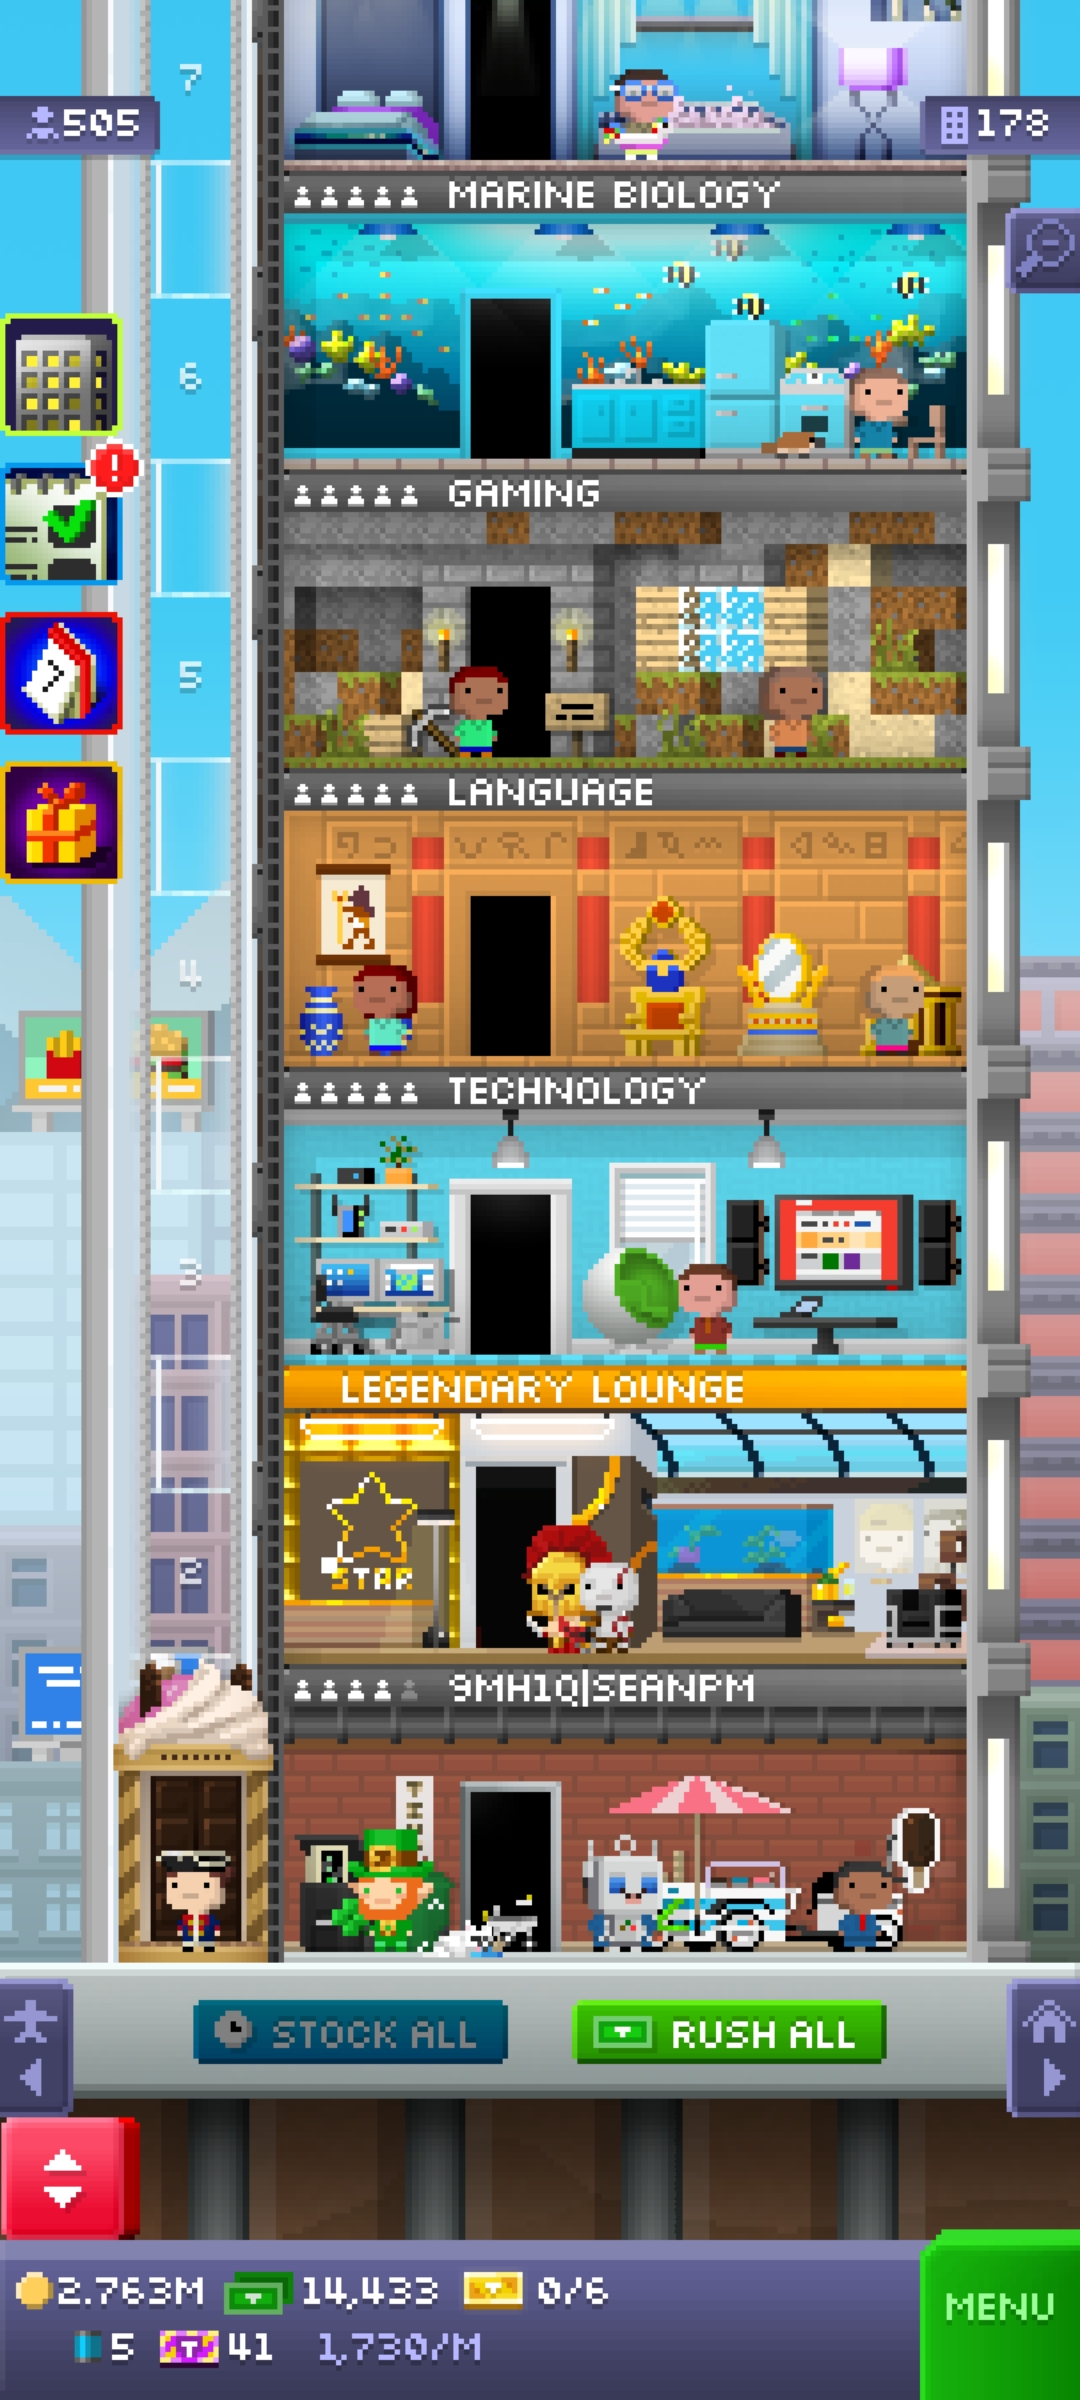 7
505
178
MARINE BIOLOGY
6
GAMING
5
LANGUAGE
4
TECHNOLOGY
3
LEGENDARY LOUNGE
STAR
2
9MH1Q|SEANPM
STOCK ALL
RUSH ALL
2.763M 14,433 0/6
5 41 1,730/M
MENU